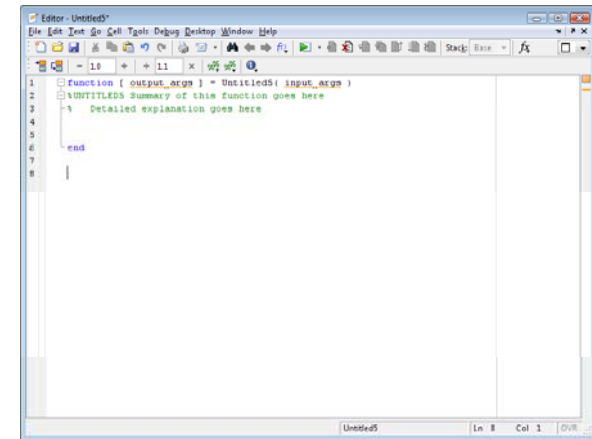 Editor - Untitled5*
File Edit Text Go Cell Tools Debug Desktop Window Help
Stack: Base fx
- 1.0 + ÷ 1.1 ×
1 function [ output_args ] = Untitled5( input_args )
2 %UNTITLED5 Summary of this function goes here
3 % Detailed explanation goes here
4
5
6 end
7
8
Untitled5 Ln 8 Col 1 OVR